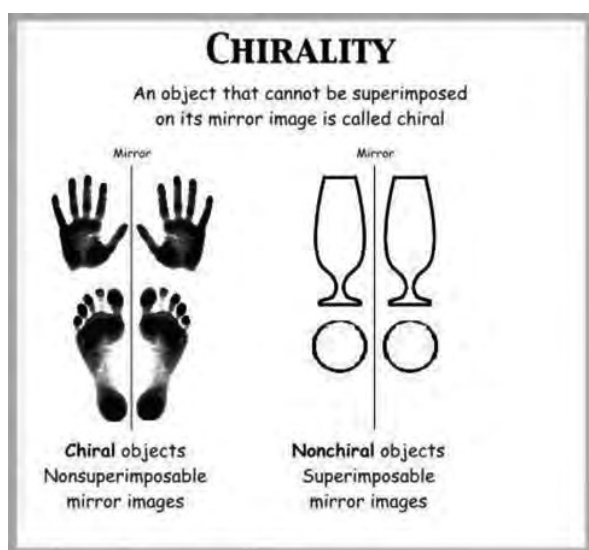 CHIRALITY
An object that cannot be superimposed
on its mirror image is called chiral
Mirror
Mirror
Chiral objects
Nonsuperimposable
mirror images
Nonchiral objects
Superimposable
mirror images